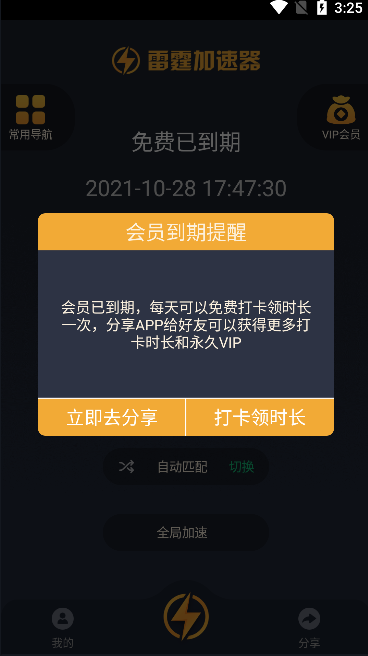 3:25
雷霆加速器
常用导航
VIP会员
免费已到期
2021-10-28 17:47:30
会员到期提醒
会员已到期，每天可以免费打卡领时长
一次，分享APP给好友可以获得更多打
卡时长和永久VIP
立即去分享
打卡领时长
自动匹配
切换
全局加速
我的
分享